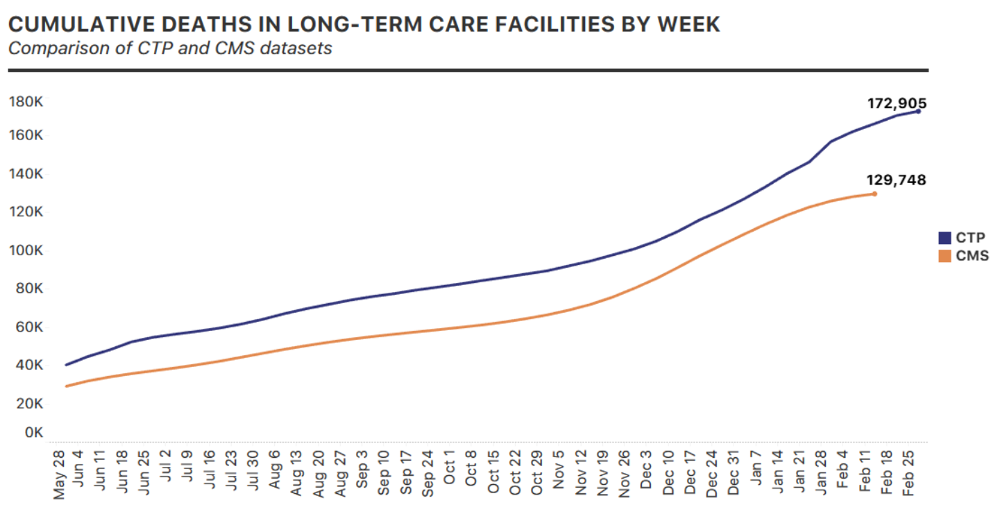 CUMULATIVE DEATHS IN LONG-TERM CARE FACILITIES BY WEEK
Comparison of CTP and CMS datasets
180K
160K
140K
120K
100K
80K
60K
40K
20K
0K
172,905
129,748
CTP
CMS
May 28
Jun 4
Jun 11
Jun 18
Jun 25
Jul 2
Jul 9
Jul 16
Jul 23
Jul 30
Aug 6
Aug 13
Aug 20
Aug 27
Sep 3
Sep 10
Sep 17
Sep 24
Oct 1
Oct 8
Oct 15
Oct 22
Oct 29
Nov 5
Nov 12
Nov 19
Nov 26
Dec 3
Dec 10
Dec 17
Dec 24
Dec 31
Jan 7
Jan 14
Jan 21
Jan 28
Feb 4
Feb 11
Feb 18
Feb 25